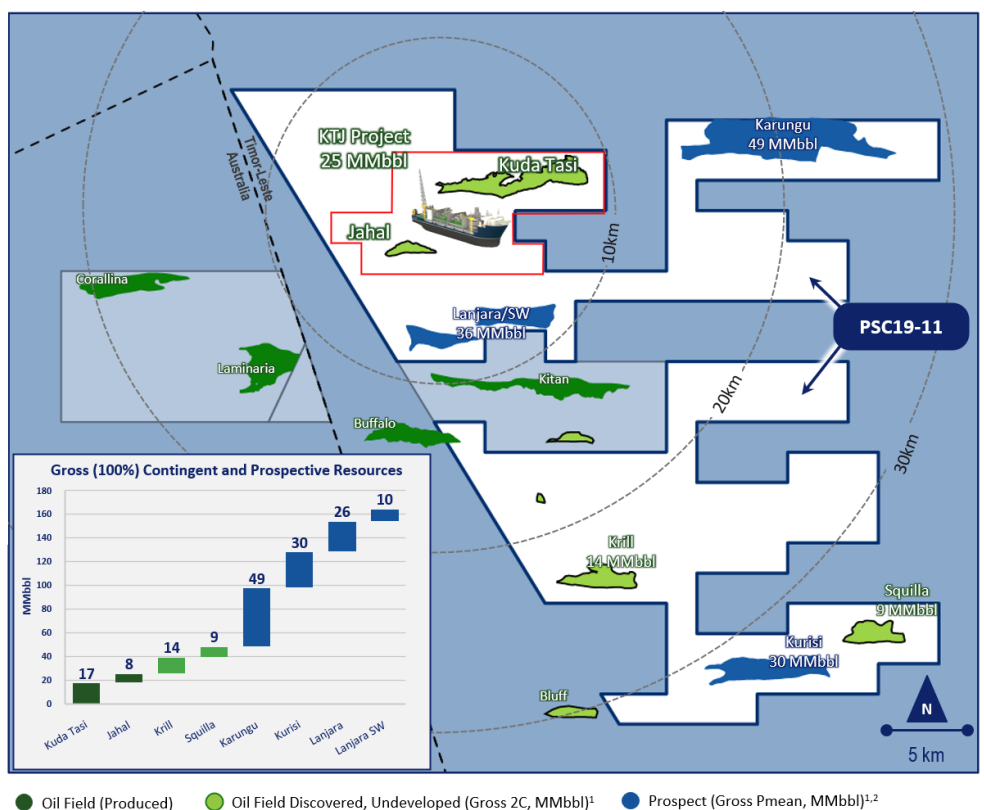 Karungu
49 MMbbl
KTJ Project
25 MMbbl
Kuda Tasi
Timor-Leste
Australia
Jahal
10km
Corallina
Lanjara/SW
36 MMbbl
PSC19-11
Laminaria
Kitan
20km
Buffalo
30km
Gross (100%) Contingent and Prospective Resources
MMbbl
180
160
140
120
100
80
60
40
20
0
17
8
14
9
49
30
26
10
Kuda Tasi
Jahal
Krill
Squilla
Karungu
Kurisi
Lanjara
Lanjara SW
Krill
14 MMbbl
Squilla
9 MMbbl
Kurisi
30 MMbbl
Bluff
N
5 km
Oil Field (Produced)
Oil Field Discovered, Undeveloped (Gross 2C, MMbbl)¹
Prospect (Gross Pmean, MMbbl)¹,²